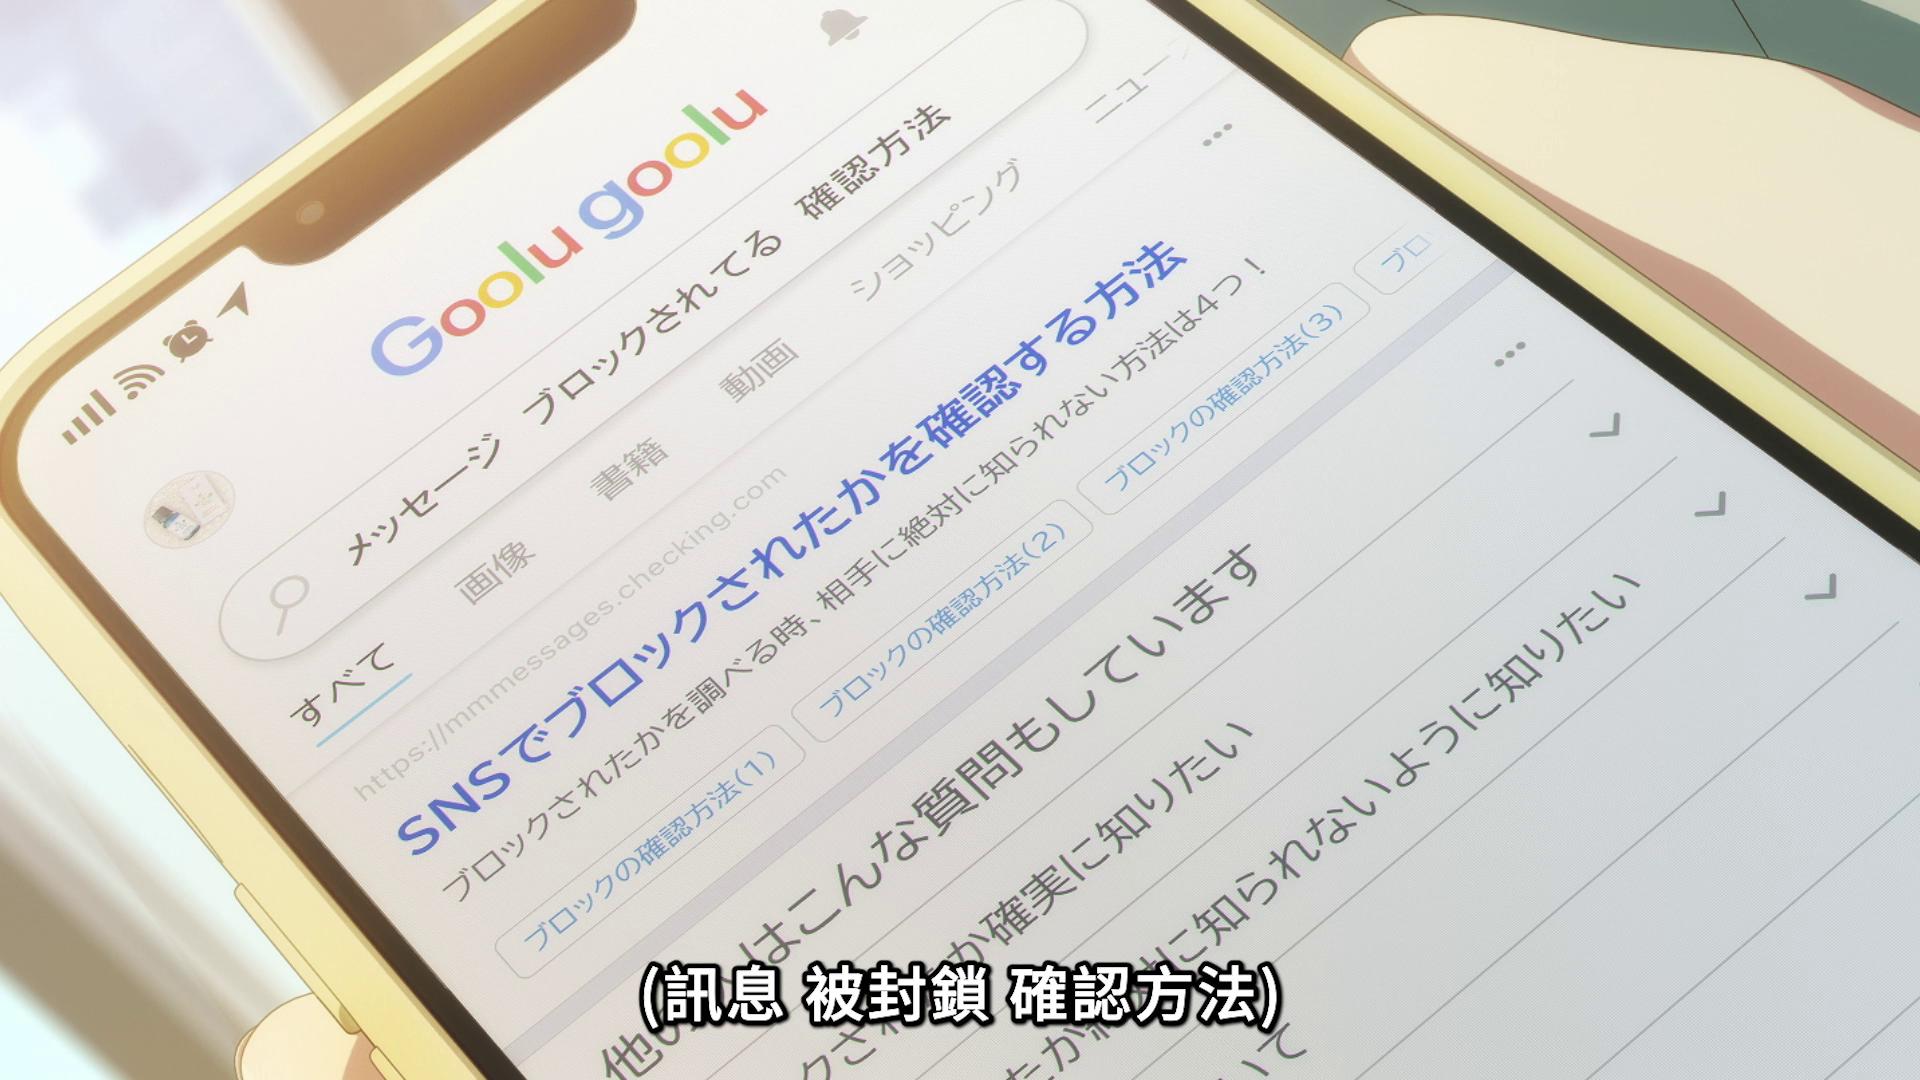 Goolu goolu
メッセージ　ブロックされてる　確認方法
すべて　画像　書籍　動画　ショッピング　ニュー
https://mmmessages.checking.com
SNSでブロックされたかを確認する方法
ブロックされたかを調べる時、相手に絶対に知られない方法は4つ！
ブロックの確認方法(1)　ブロックの確認方法(2)　ブロックの確認方法(3)　ブロ
他の　はこんな質問もしています
か確実に知りたい
に知られないように知りたい
いて
(訊息 被封鎖 確認方法)